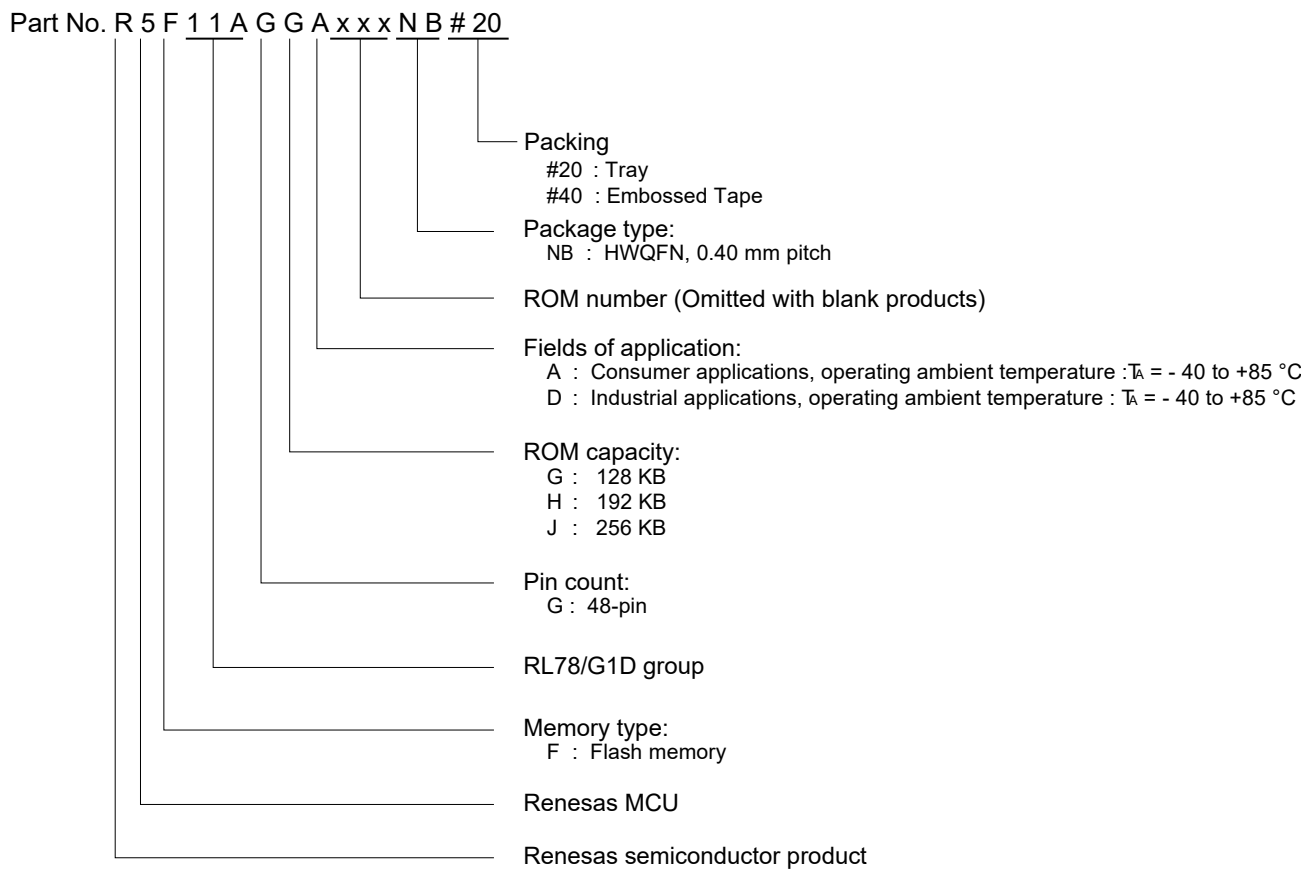 Part No. R 5 F 1 1 A G G A x x x N B # 20
Packing
#20 : Tray
#40 : Embossed Tape
Package type:
NB : HWQFN, 0.40 mm pitch
ROM number (Omitted with blank products)
Fields of application:
A : Consumer applications, operating ambient temperature :TA = - 40 to +85 °C
D : Industrial applications, operating ambient temperature : TA = - 40 to +85 °C
ROM capacity:
G : 128 KB
H : 192 KB
J : 256 KB
Pin count:
G : 48-pin
RL78/G1D group
Memory type:
F : Flash memory
Renesas MCU
Renesas semiconductor product